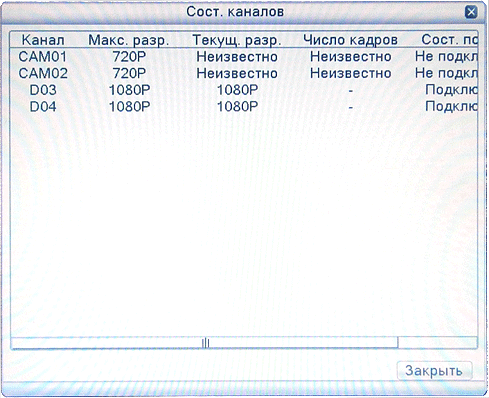 Сост. каналов
Канал Макс. разр. Текущ. разр. Число кадров Сост. по
CAM01 720P Неизвестно Неизвестно Не подкл
CAM02 720P Неизвестно Неизвестно Не подкл
D03 1080P 1080P - Подклю
D04 1080P 1080P - Подклю
Закрыть